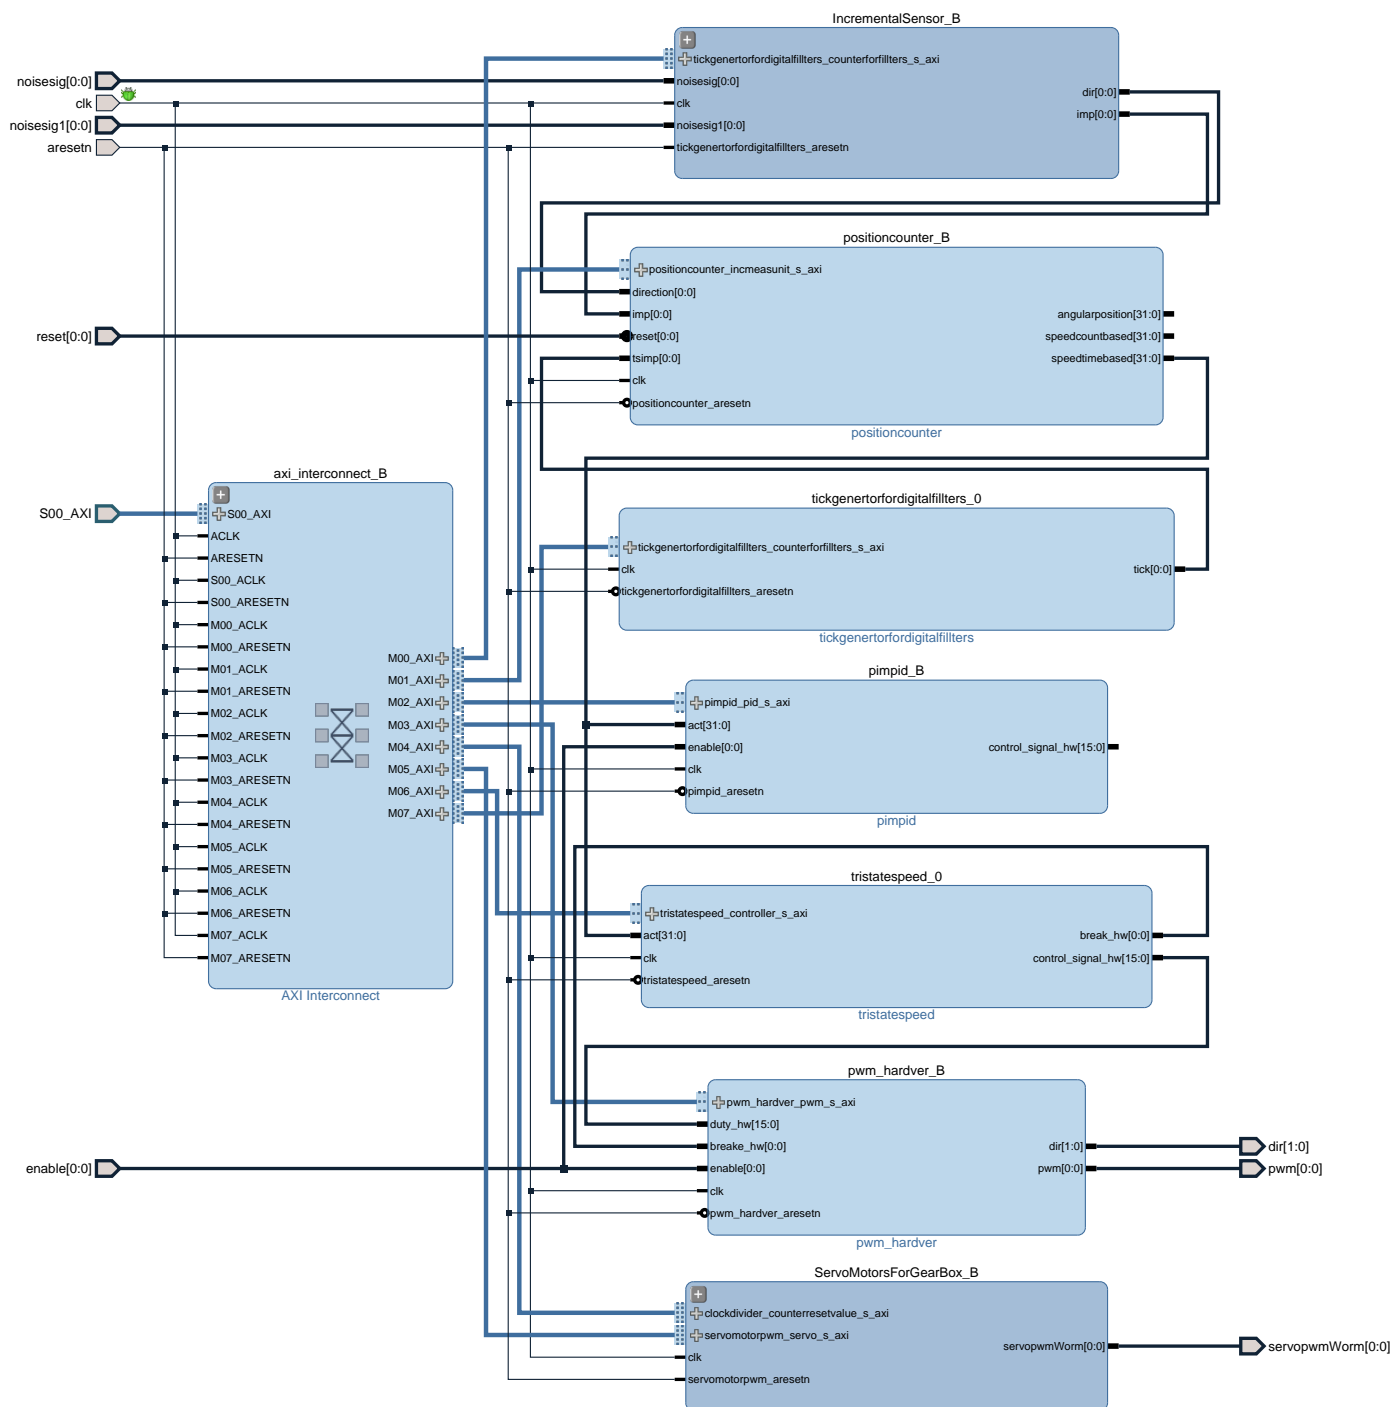 IncrementalSensor_B
tickgenertorfordigitalfillters_counterforfillters_s_axi
noisesig[0:0]
clk
noisesig1[0:0]
tickgenertorfordigitalfillters_aresetn
dir[0:0]
imp[0:0]
noisesig[0:0]
clk
noisesig1[0:0]
aresetn
positioncounter_B
positioncounter_incmeasunit_s_axi
direction[0:0]
imp[0:0]
reset[0:0]
tsimp[0:0]
clk
positioncounter_aresetn
angularposition[31:0]
speedcountbased[31:0]
speedtimebased[31:0]
positioncounter
reset[0:0]
axi_interconnect_B
S00_AXI
S00_AXI
ACLK
ARESETN
S00_ACLK
S00_ARESETN
M00_ACLK
M00_ARESETN
M01_ACLK
M01_ARESETN
M02_ACLK
M02_ARESETN
M03_ACLK
M03_ARESETN
M04_ACLK
M04_ARESETN
M05_ACLK
M05_ARESETN
M06_ACLK
M06_ARESETN
M07_ACLK
M07_ARESETN
M00_AXI
M01_AXI
M02_AXI
M03_AXI
M04_AXI
M05_AXI
M06_AXI
M07_AXI
AXI Interconnect
tickgenertorfordigitalfillters_0
tickgenertorfordigitalfillters_counterforfillters_s_axi
clk
tickgenertorfordigitalfillters_aresetn
tick[0:0]
tickgenertorfordigitalfillters
pimpid_B
pimpid_pid_s_axi
act[31:0]
enable[0:0]
clk
pimpid_aresetn
control_signal_hw[15:0]
pimpid
tristatespeed_0
tristatespeed_controller_s_axi
act[31:0]
clk
tristatespeed_aresetn
break_hw[0:0]
control_signal_hw[15:0]
tristatespeed
pwm_hardver_B
pwm_hardver_pwm_s_axi
duty_hw[15:0]
breake_hw[0:0]
enable[0:0]
clk
pwm_hardver_aresetn
dir[1:0]
pwm[0:0]
pwm_hardver
enable[0:0]
dir[1:0]
pwm[0:0]
ServoMotorsForGearBox_B
clockdivider_counterresetvalue_s_axi
servomotorpwm_servo_s_axi
clk
servomotorpwm_aresetn
servopwmWorm[0:0]
servopwmWorm[0:0]